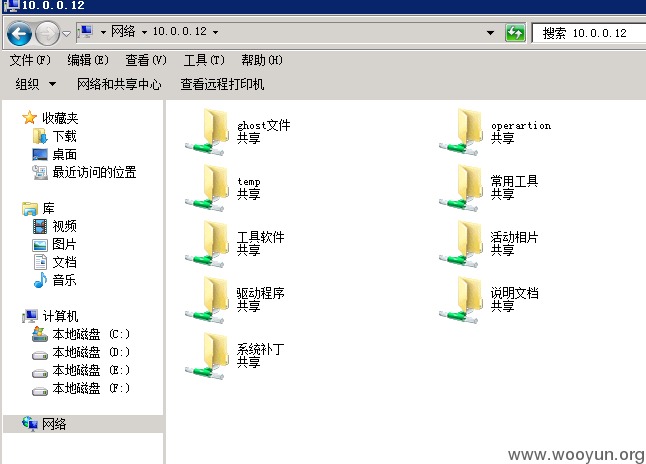 10.0.0.12
网络 10.0.0.12 搜索 10.0.0.12
文件(F) 编辑(E) 查看(V) 工具(T) 帮助(H)
组织 网络和共享中心 查看远程打印机
收藏夹
下载
桌面
最近访问的位置
库
视频
图片
文档
音乐
计算机
本地磁盘 (C:)
本地磁盘 (D:)
本地磁盘 (E:)
本地磁盘 (F:)
网络
ghost文件
共享
operartion
共享
temp
共享
常用工具
共享
工具软件
共享
活动相片
共享
驱动程序
共享
说明文档
共享
系统补丁
共享
www.wooyun.org